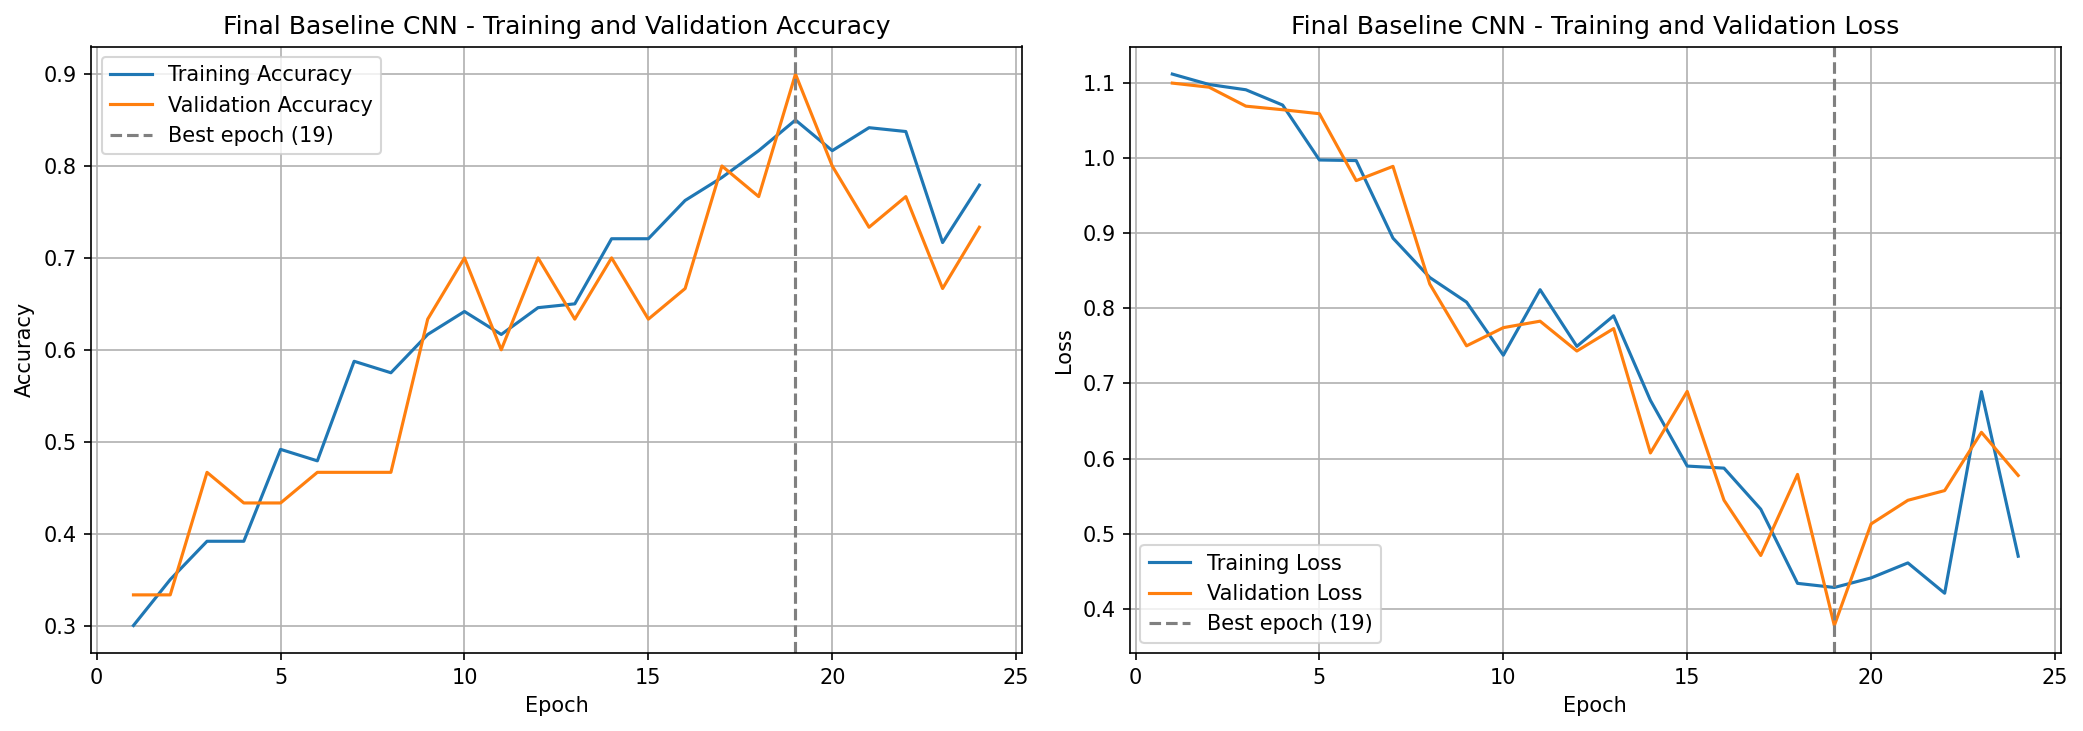 Final Baseline CNN - Training and Validation Accuracy
Training Accuracy
Validation Accuracy
Best epoch (19)
Accuracy
0.9
0.8
0.7
0.6
0.5
0.4
0.3
0 5 10 15 20 25
Epoch
Final Baseline CNN - Training and Validation Loss
Loss
1.1
1.0
0.9
0.8
0.7
0.6
0.5
0.4
Training Loss
Validation Loss
Best epoch (19)
0 5 10 15 20 25
Epoch